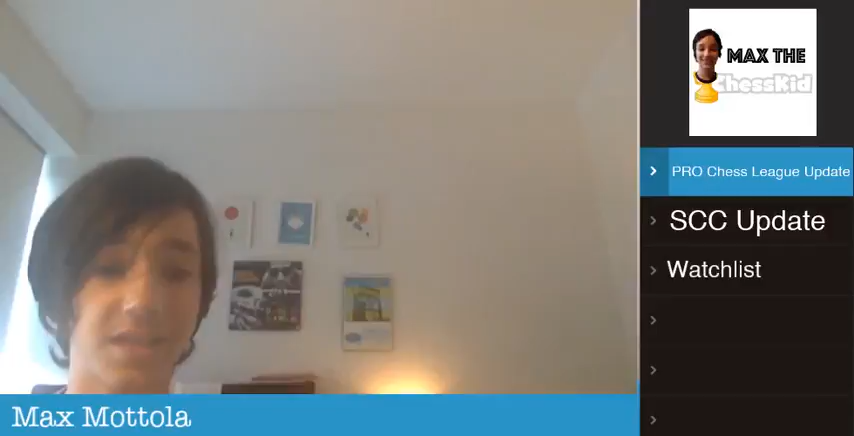 MAX THE
ChessKid
PRO Chess League Update
SCC Update
Watchlist
Max Mottola